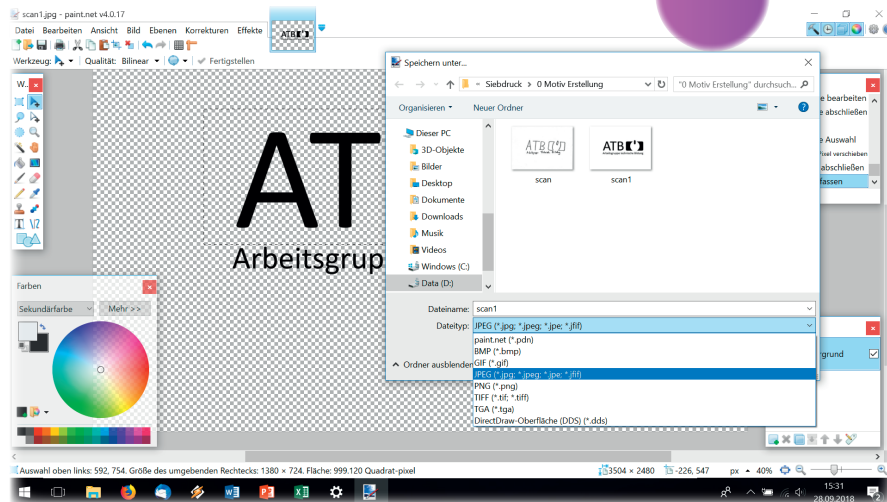 scan1.jpg - paint.net v4.0.17
Datei Bearbeiten Ansicht Bild Ebenen Korrekturen Effekte
Werkzeug: Qualität: Bilinear Fertigstellen
ATB
W..
AT
Arbeitsgrup
Farben
Sekundärfarbe Mehr >>
Speichern unter...
Siebdruck > 0 Motiv Erstellung
"0 Motiv Erstellung" durchsuch...
Organisieren Neuer Ordner
Dieser PC
3D-Objekte
Bilder
Desktop
Dokumente
Downloads
Musik
Videos
Windows (C:)
Data (D:)
ATB
scan
ATB
scan1
Dateiname: scan1
Dateityp: JPEG (*.jpg; *.jpeg; *.jpe; *.jfif)
paint.net (*.pdn)
BMP (*.bmp)
GIF (*.gif)
JPEG (*.jpg; *.jpeg; *.jpe; *.jfif)
PNG (*.png)
TIFF (*.tif; *.tiff)
TGA (*.tga)
DirectDraw-Oberfläche (DDS) (*.dds)
Ordner ausblenden
e bearbeiten
e abschließen
e Auswahl
Pixel verschieben
abschließen
fassen
rgrund
Auswahl oben links: 592, 754. Größe des umgebenden Rechtecks: 1380 × 724. Fläche: 999.120 Quadrat-pixel
3504 × 2480 -226, 547 px 40%
15:31
28.09.2018